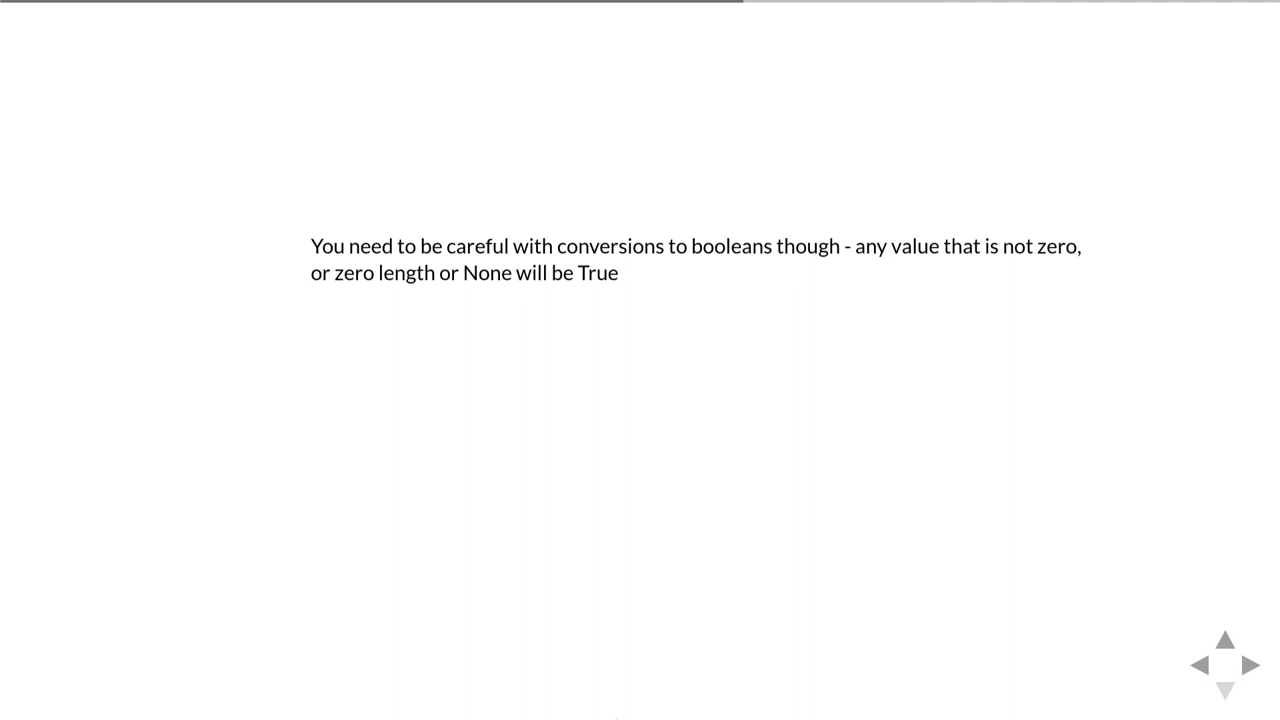 You need to be careful with conversions to booleans though - any value that is not zero,
or zero length or None will be True